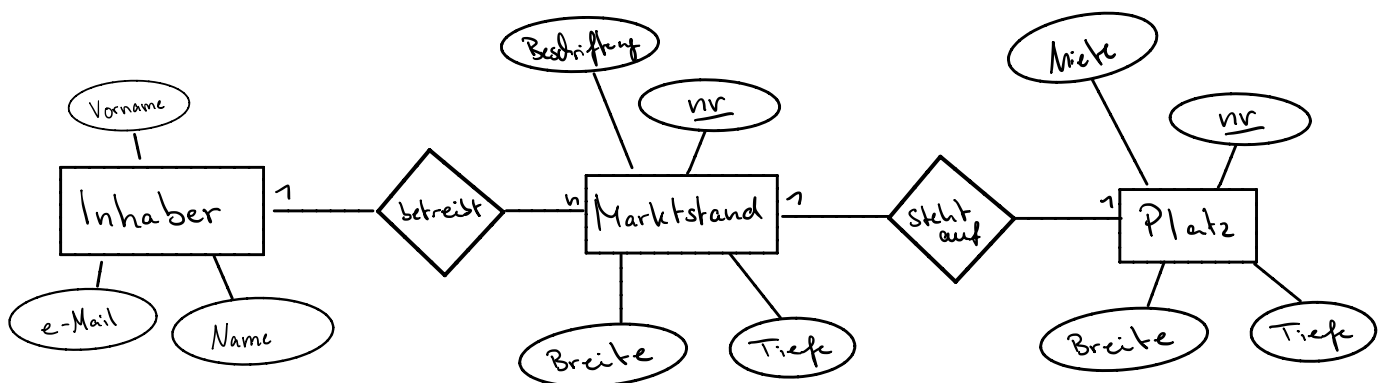 Beschriftung
Miete
Vorname
nr
nr
Inhaber
1
betreibt
n
Marktstand
1
steht
auf
1
Platz
e-Mail
Name
Breite
Tiefe
Breite
Tiefe